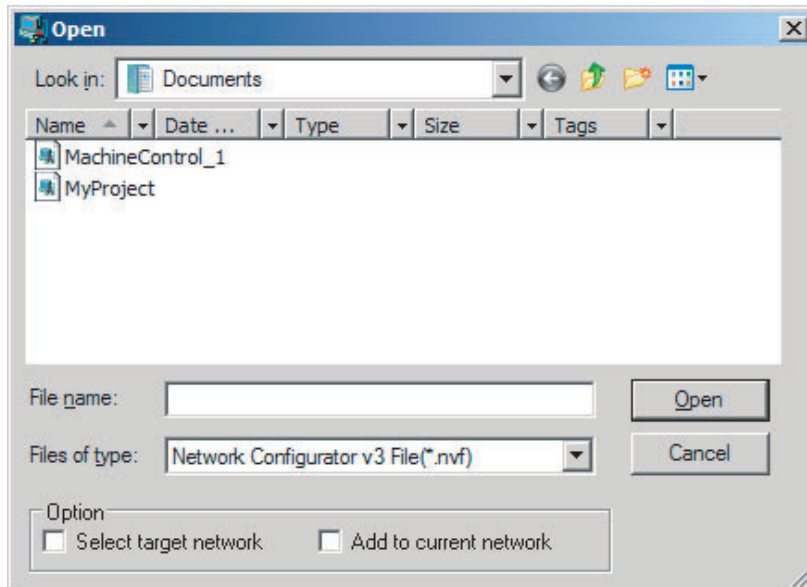 Open
Look in: Documents
Name Date ... Type Size Tags
MachineControl_1
MyProject
File name: Open
Files of type: Network Configurator v3 File(*.nvf) Cancel
Option
Select target network Add to current network